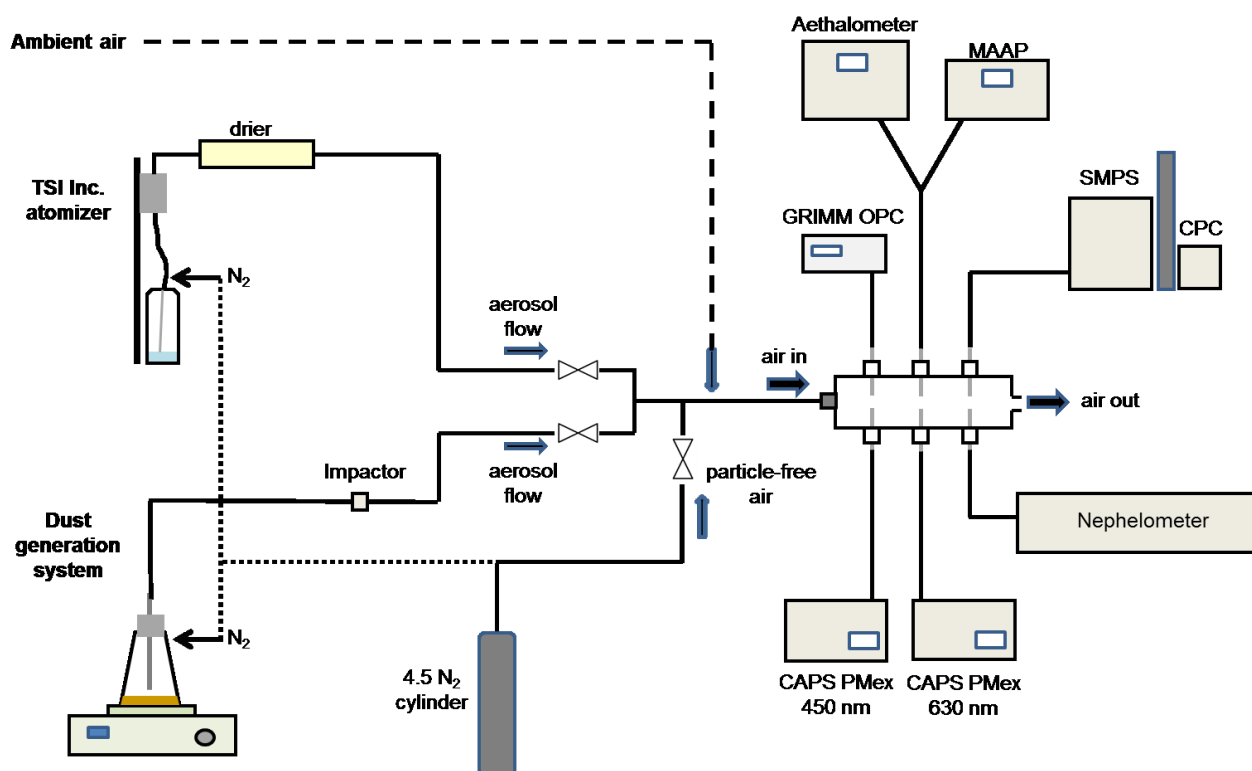 Ambient air
Aethalometer
MAAP
drier
TSI Inc.
atomizer
SMPS
CPC
GRIMM OPC
N₂
aerosol
flow
air in
air out
Impactor
aerosol
flow
particle-free
air
Nephelometer
Dust
generation
system
N₂
4.5 N₂
cylinder
CAPS PMex
450 nm
CAPS PMex
630 nm